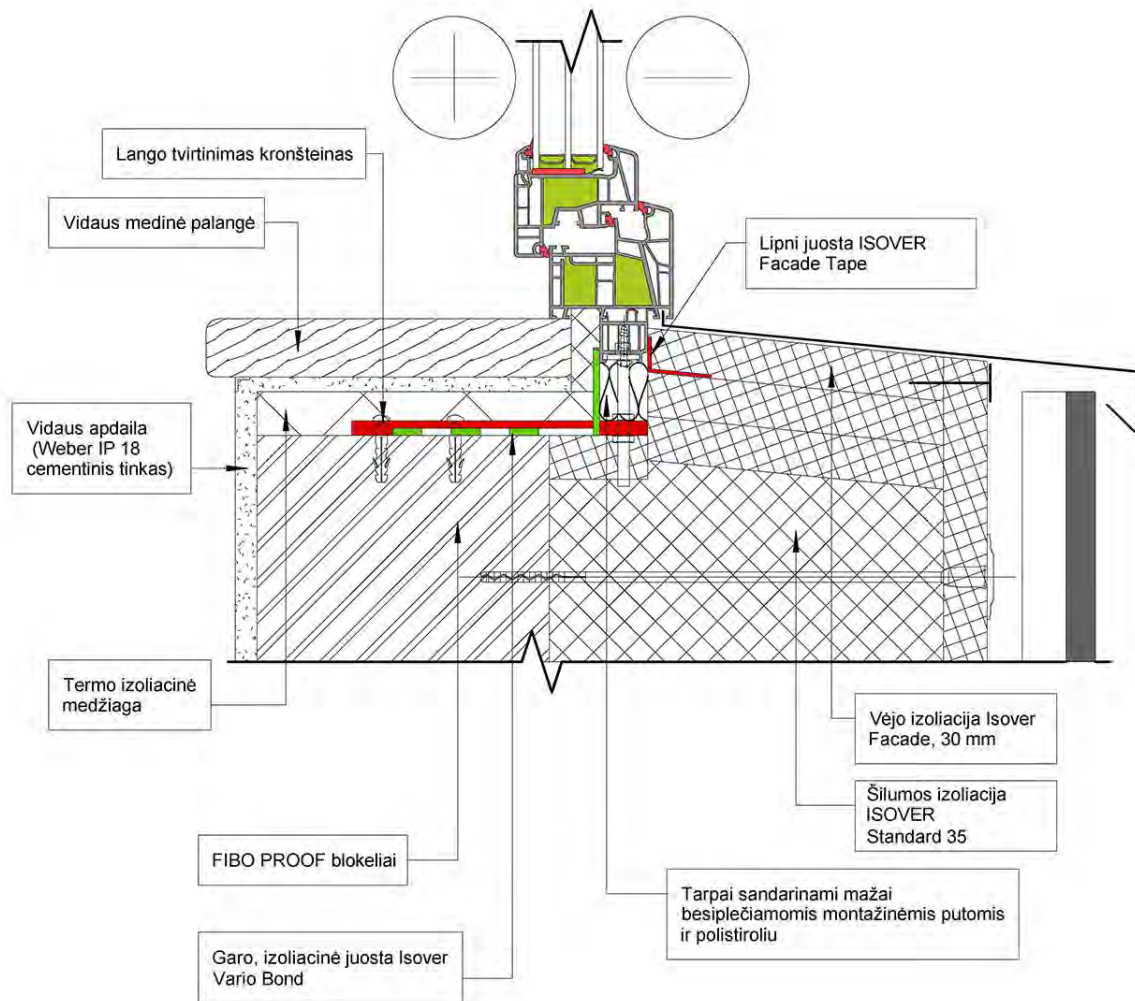 Lango tvirtinimas kronšteinas
Vidaus medinė palangė
Lipni juosta ISOVER
Facade Tape
Vidaus apdaila
(Weber IP 18
cementinis tinkas)
Termo izoliacinė
medžiaga
Vėjo izoliacija Isover
Facade, 30 mm
Šilumos izoliacija
ISOVER
Standard 35
FIBO PROOF blokeliai
Tarpai sandarinami mažai
besiplečiamomis montažinėmis putomis
ir polistiroliu
Garo, izoliacinė juosta Isover
Vario Bond